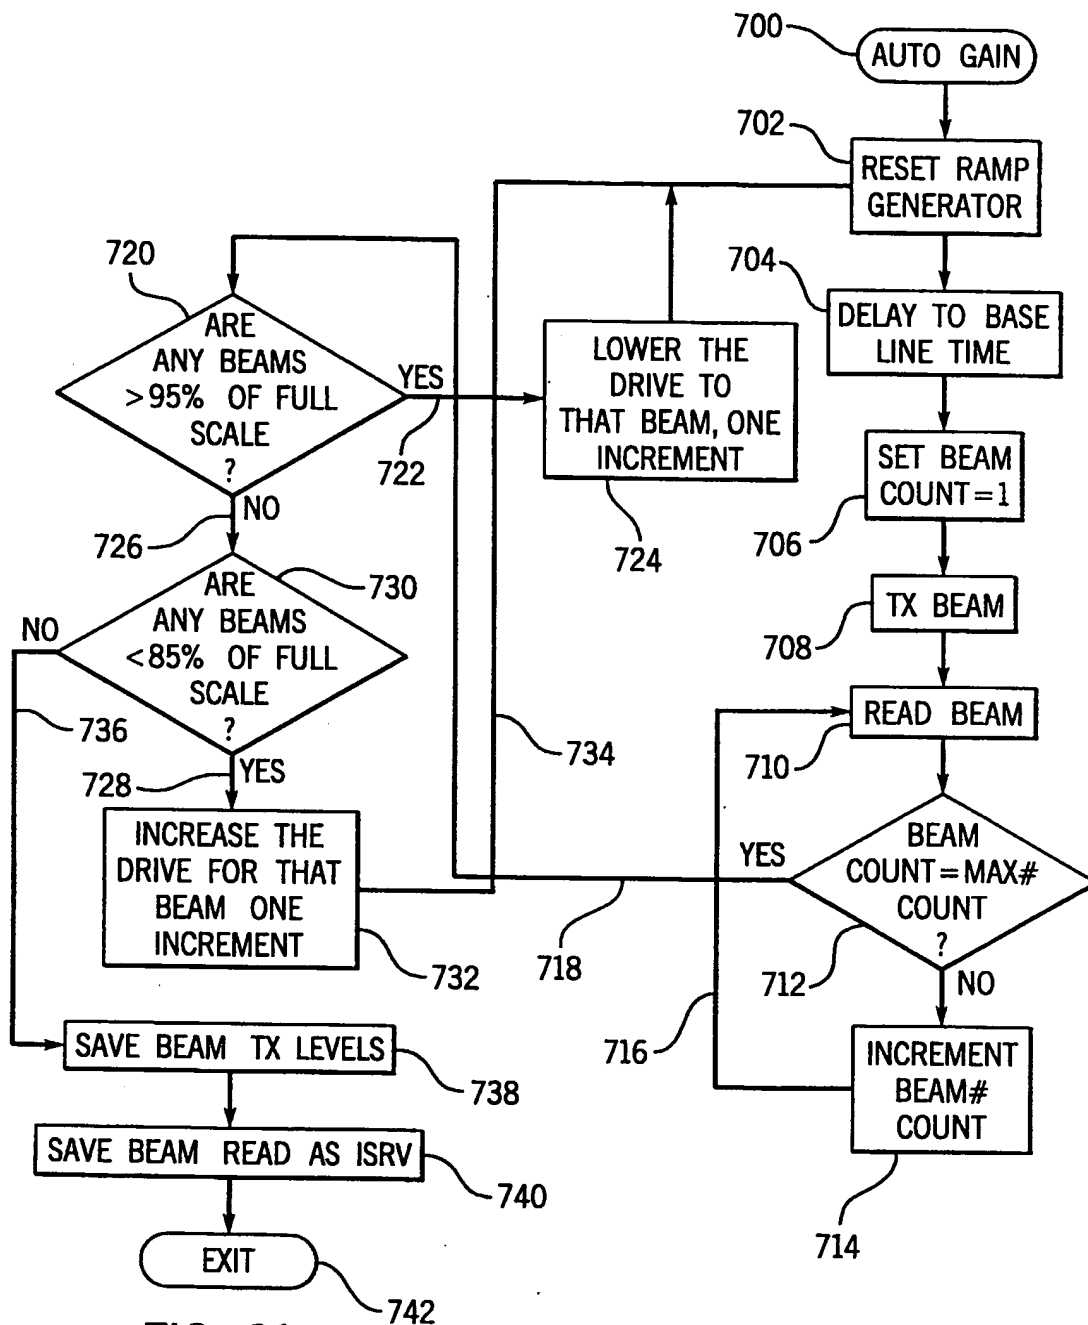 700
AUTO GAIN
702
RESET RAMP
GENERATOR
704
DELAY TO BASE
LINE TIME
SET BEAM
COUNT=1
706
TX BEAM
708
READ BEAM
710
BEAM
COUNT=MAX#
COUNT
?
YES
712
NO
718
716
INCREMENT
BEAM#
COUNT
714
720
ARE
ANY BEAMS
>95% OF FULL
SCALE
?
YES
722
LOWER THE
DRIVE TO
THAT BEAM, ONE
INCREMENT
724
NO
726
730
ARE
ANY BEAMS
<85% OF FULL
SCALE
?
NO
736
728
YES
734
INCREASE THE
DRIVE FOR THAT
BEAM ONE
INCREMENT
732
SAVE BEAM TX LEVELS
738
SAVE BEAM READ AS ISRV
740
EXIT
742